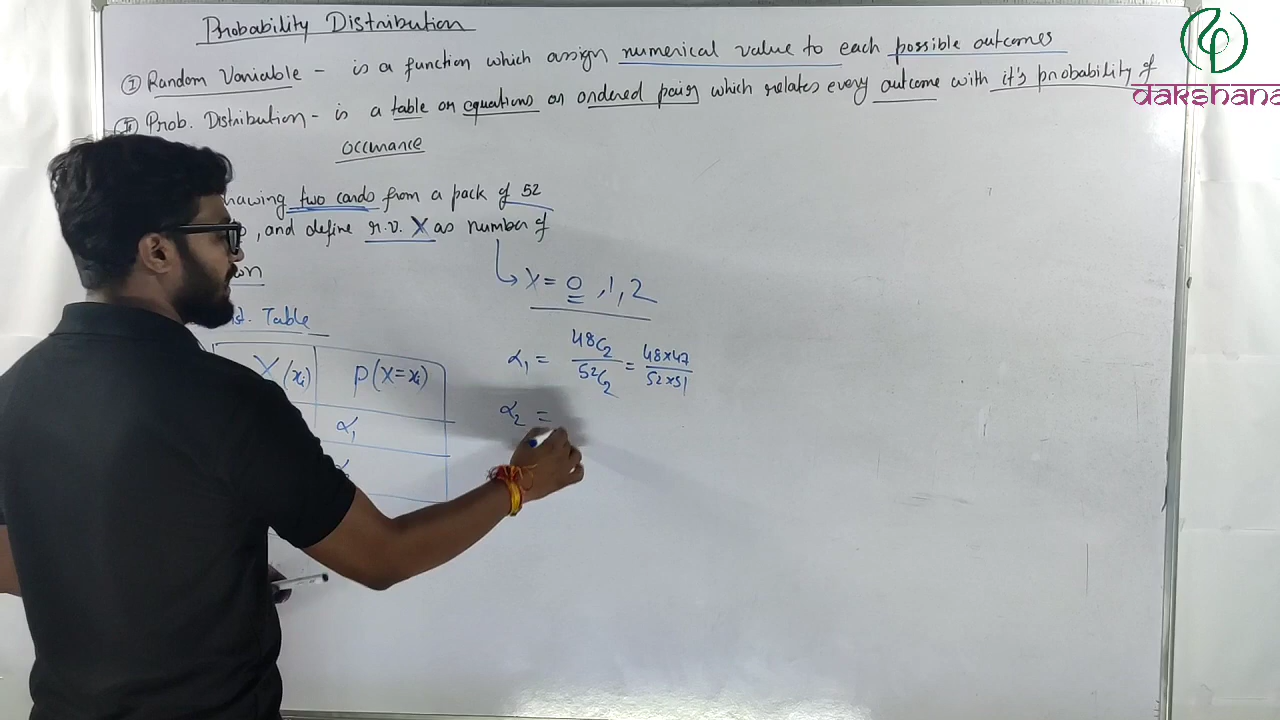 Probability Distribution
dakshana
I Random Variable - is a function which assign numerical value to each possible outcomes
II Prob. Distribution - is a table or equations or ordered pairs which relates every outcome with it's probability of
occurance
two cards from a pack of 52
, and define r.v. X as number of
X = 0, 1, 2
Table
X (xi) P(X=xi)
α1
α1 = 48C2 / 52C2 = 48×47 / 52×51
α2 =